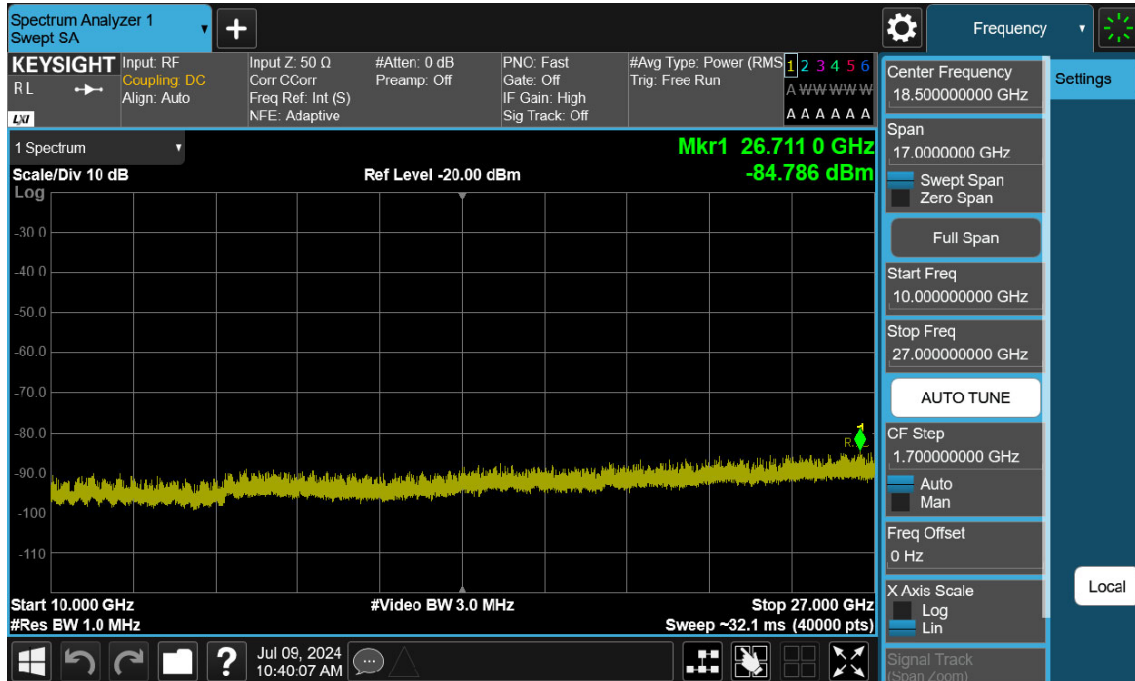 Spectrum Analyzer 1
Swept SA
Frequency
KEYSIGHT
R L
LXI
Input: RF
Coupling: DC
Align: Auto
Input Z: 50 Ω
Corr CCorr
Freq Ref: Int (S)
NFE: Adaptive
#Atten: 0 dB
Preamp: Off
PNO: Fast
Gate: Off
IF Gain: High
Sig Track: Off
#Avg Type: Power (RMS
Trig: Free Run
1 2 3 4 5 6
A W W W W W
A A A A A A
1 Spectrum
Scale/Div 10 dB
Ref Level -20.00 dBm
Mkr1 26.711 0 GHz
-84.786 dBm
Log
-30.0
-40.0
-50.0
-60.0
-70.0
-80.0
-90.0
-100
-110
1
Start 10.000 GHz
#Video BW 3.0 MHz
Stop 27.000 GHz
#Res BW 1.0 MHz
Sweep ~32.1 ms (40000 pts)
Jul 09, 2024
10:40:07 AM
Center Frequency
18.500000000 GHz
Settings
Span
17.0000000 GHz
Swept Span
Zero Span
Full Span
Start Freq
10.000000000 GHz
Stop Freq
27.000000000 GHz
AUTO TUNE
CF Step
1.700000000 GHz
Auto
Man
Freq Offset
0 Hz
X Axis Scale
Log
Lin
Local
Signal Track
(Span Zoom)